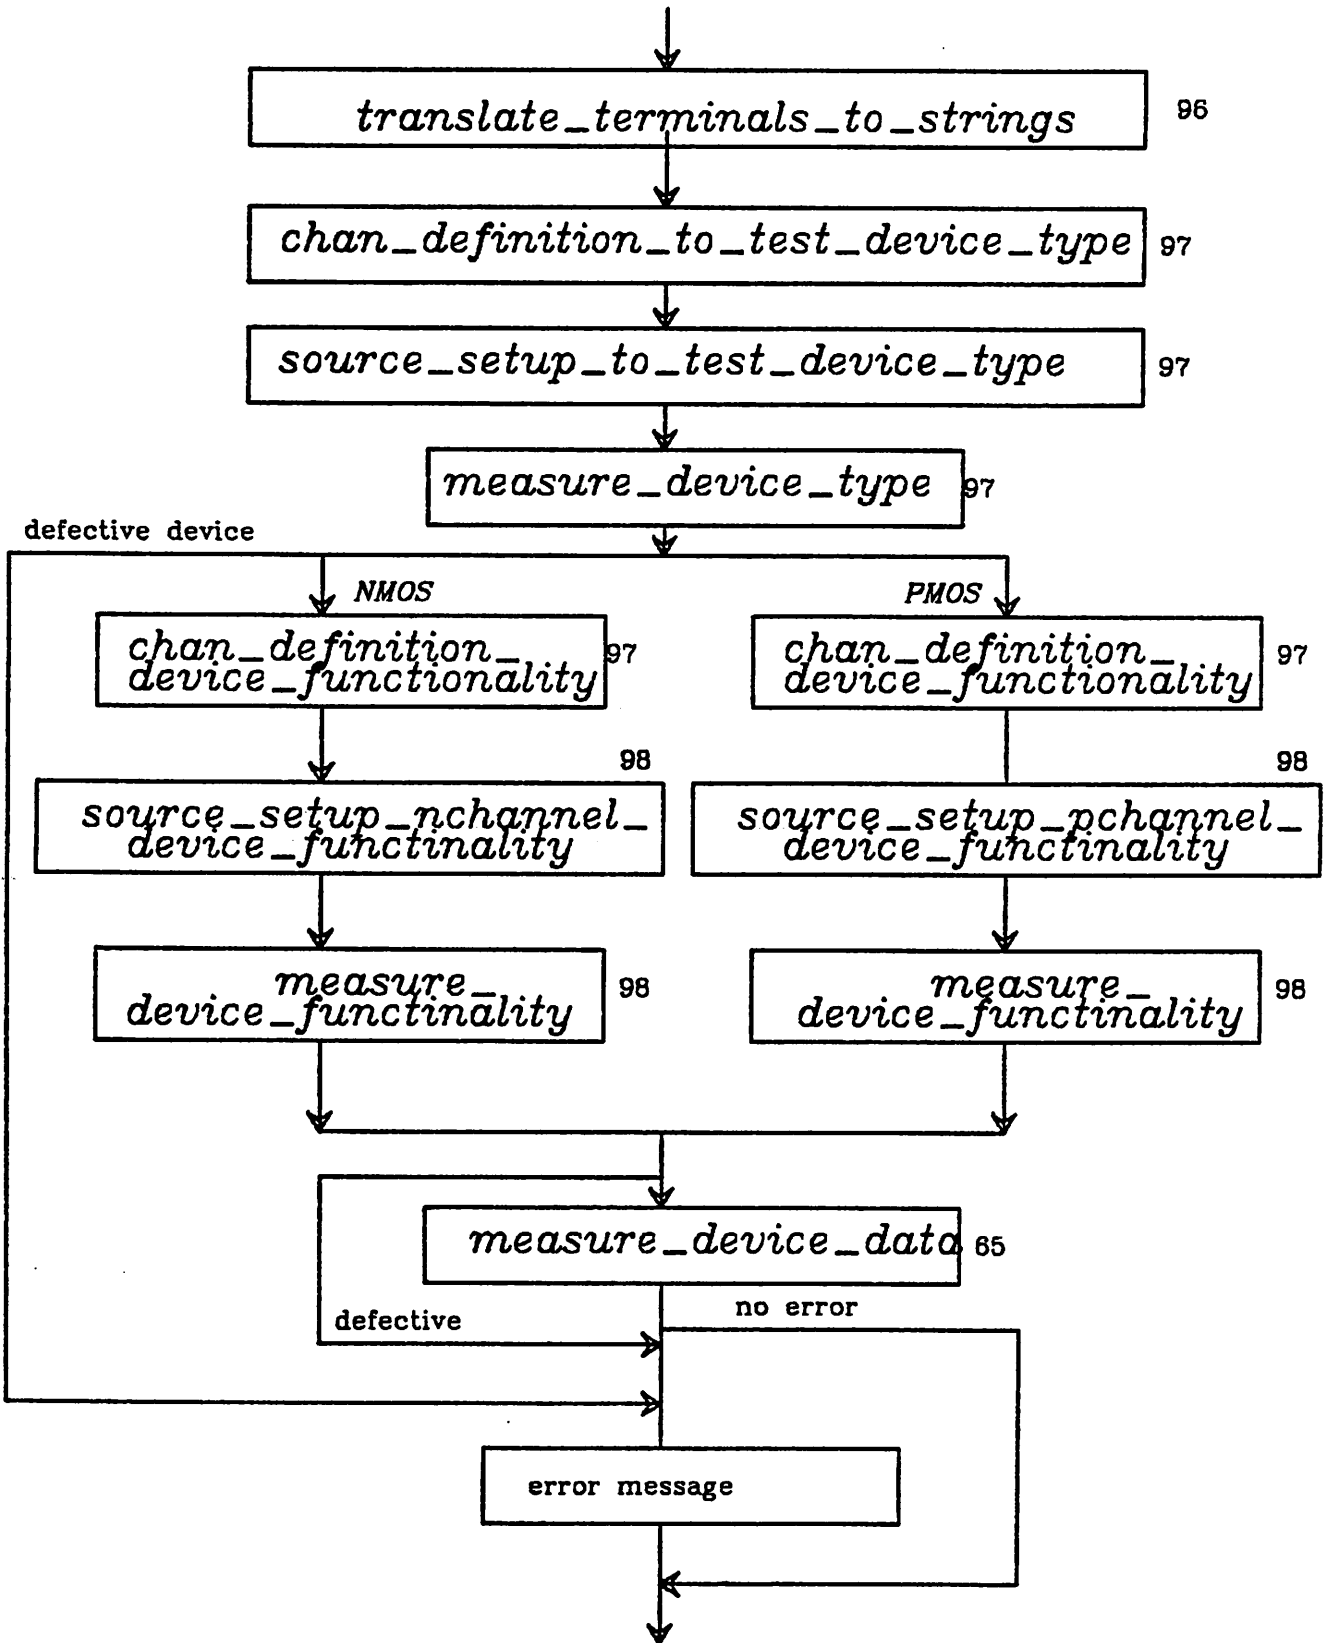 translate_terminals_to_strings 96
chan_definition_to_test_device_type 97
source_setup_to_test_device_type 97
measure_device_type 97
defective device
NMOS
PMOS
chan_definition_
device_functionality 97
chan_definition_
device_functionality 97
98
source_setup_nchannel_
device_functinality
98
source_setup_pchannel_
device_functinality
measure_
device_functinality 98
measure_
device_functinality 98
measure_device_data 65
no error
defective
error message